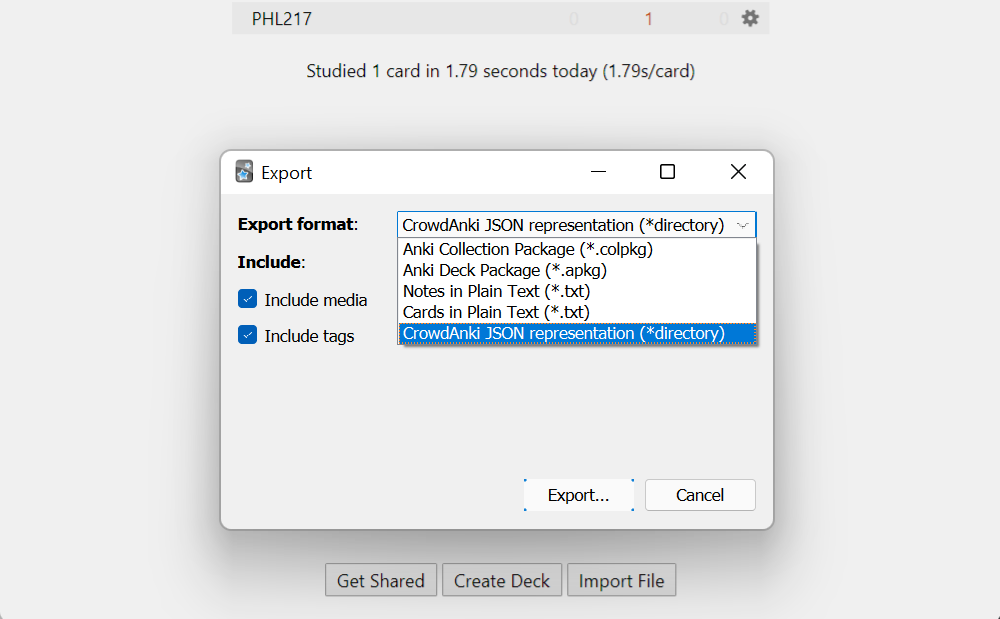 PHL217 0 1 0
Studied 1 card in 1.79 seconds today (1.79s/card)
Export
Export format: CrowdAnki JSON representation (*directory)
Anki Collection Package (*.colpkg)
Include:
Anki Deck Package (*.apkg)
Notes in Plain Text (*.txt)
Include media
Cards in Plain Text (*.txt)
Include tags
CrowdAnki JSON representation (*directory)
Export... Cancel
Get Shared Create Deck Import File